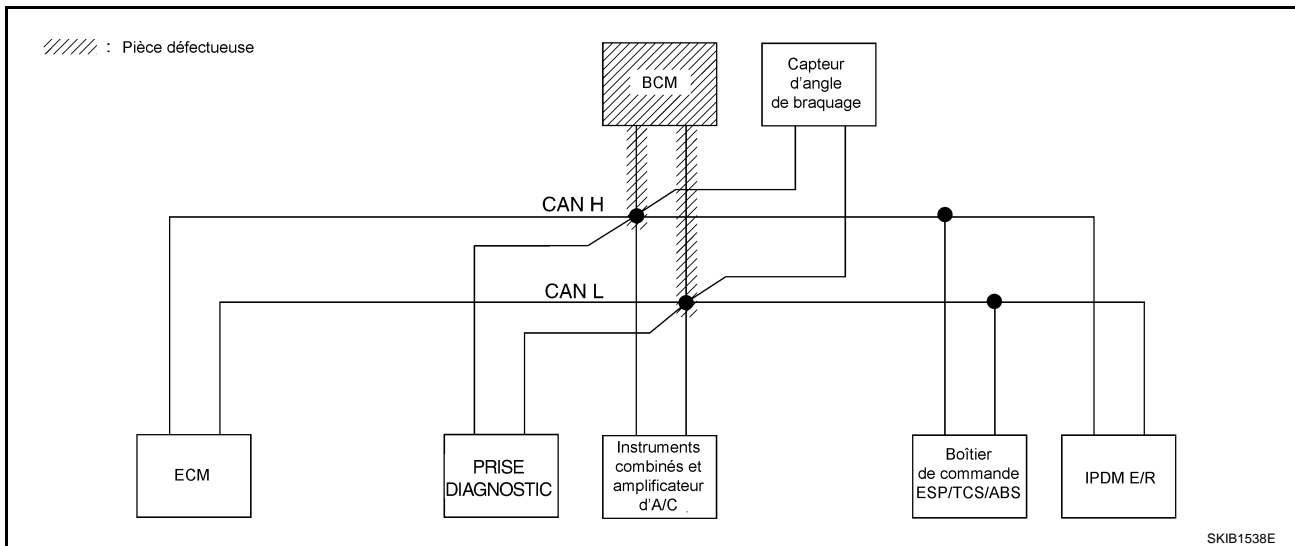 : Pièce défectueuse
BCM
Capteur
d'angle
de braquage
CAN H
CAN L
ECM
PRISE
DIAGNOSTIC
Instruments
combinés et
amplificateur
d'A/C
Boîtier
de commande
ESP/TCS/ABS
IPDM E/R
SKIB1538E